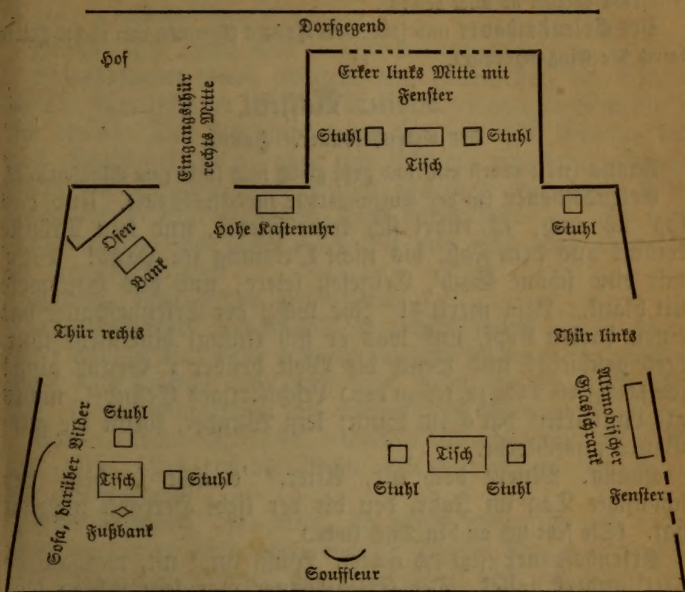 Dorfgegend
Hof
Eingangsthür
rechts Mitte
Erker links Mitte mit
Fenster
Stuhl
Stuhl
Tisch
Ofen
Bank
Hohe Kastenuhr
Stuhl
Thür rechts
Thür links
Sofa, darüber Bilder
Stuhl
Tisch
Stuhl
Fußbank
Tisch
Stuhl
Stuhl
Altmodischer
Glasschrank
Fenster
Souffleur